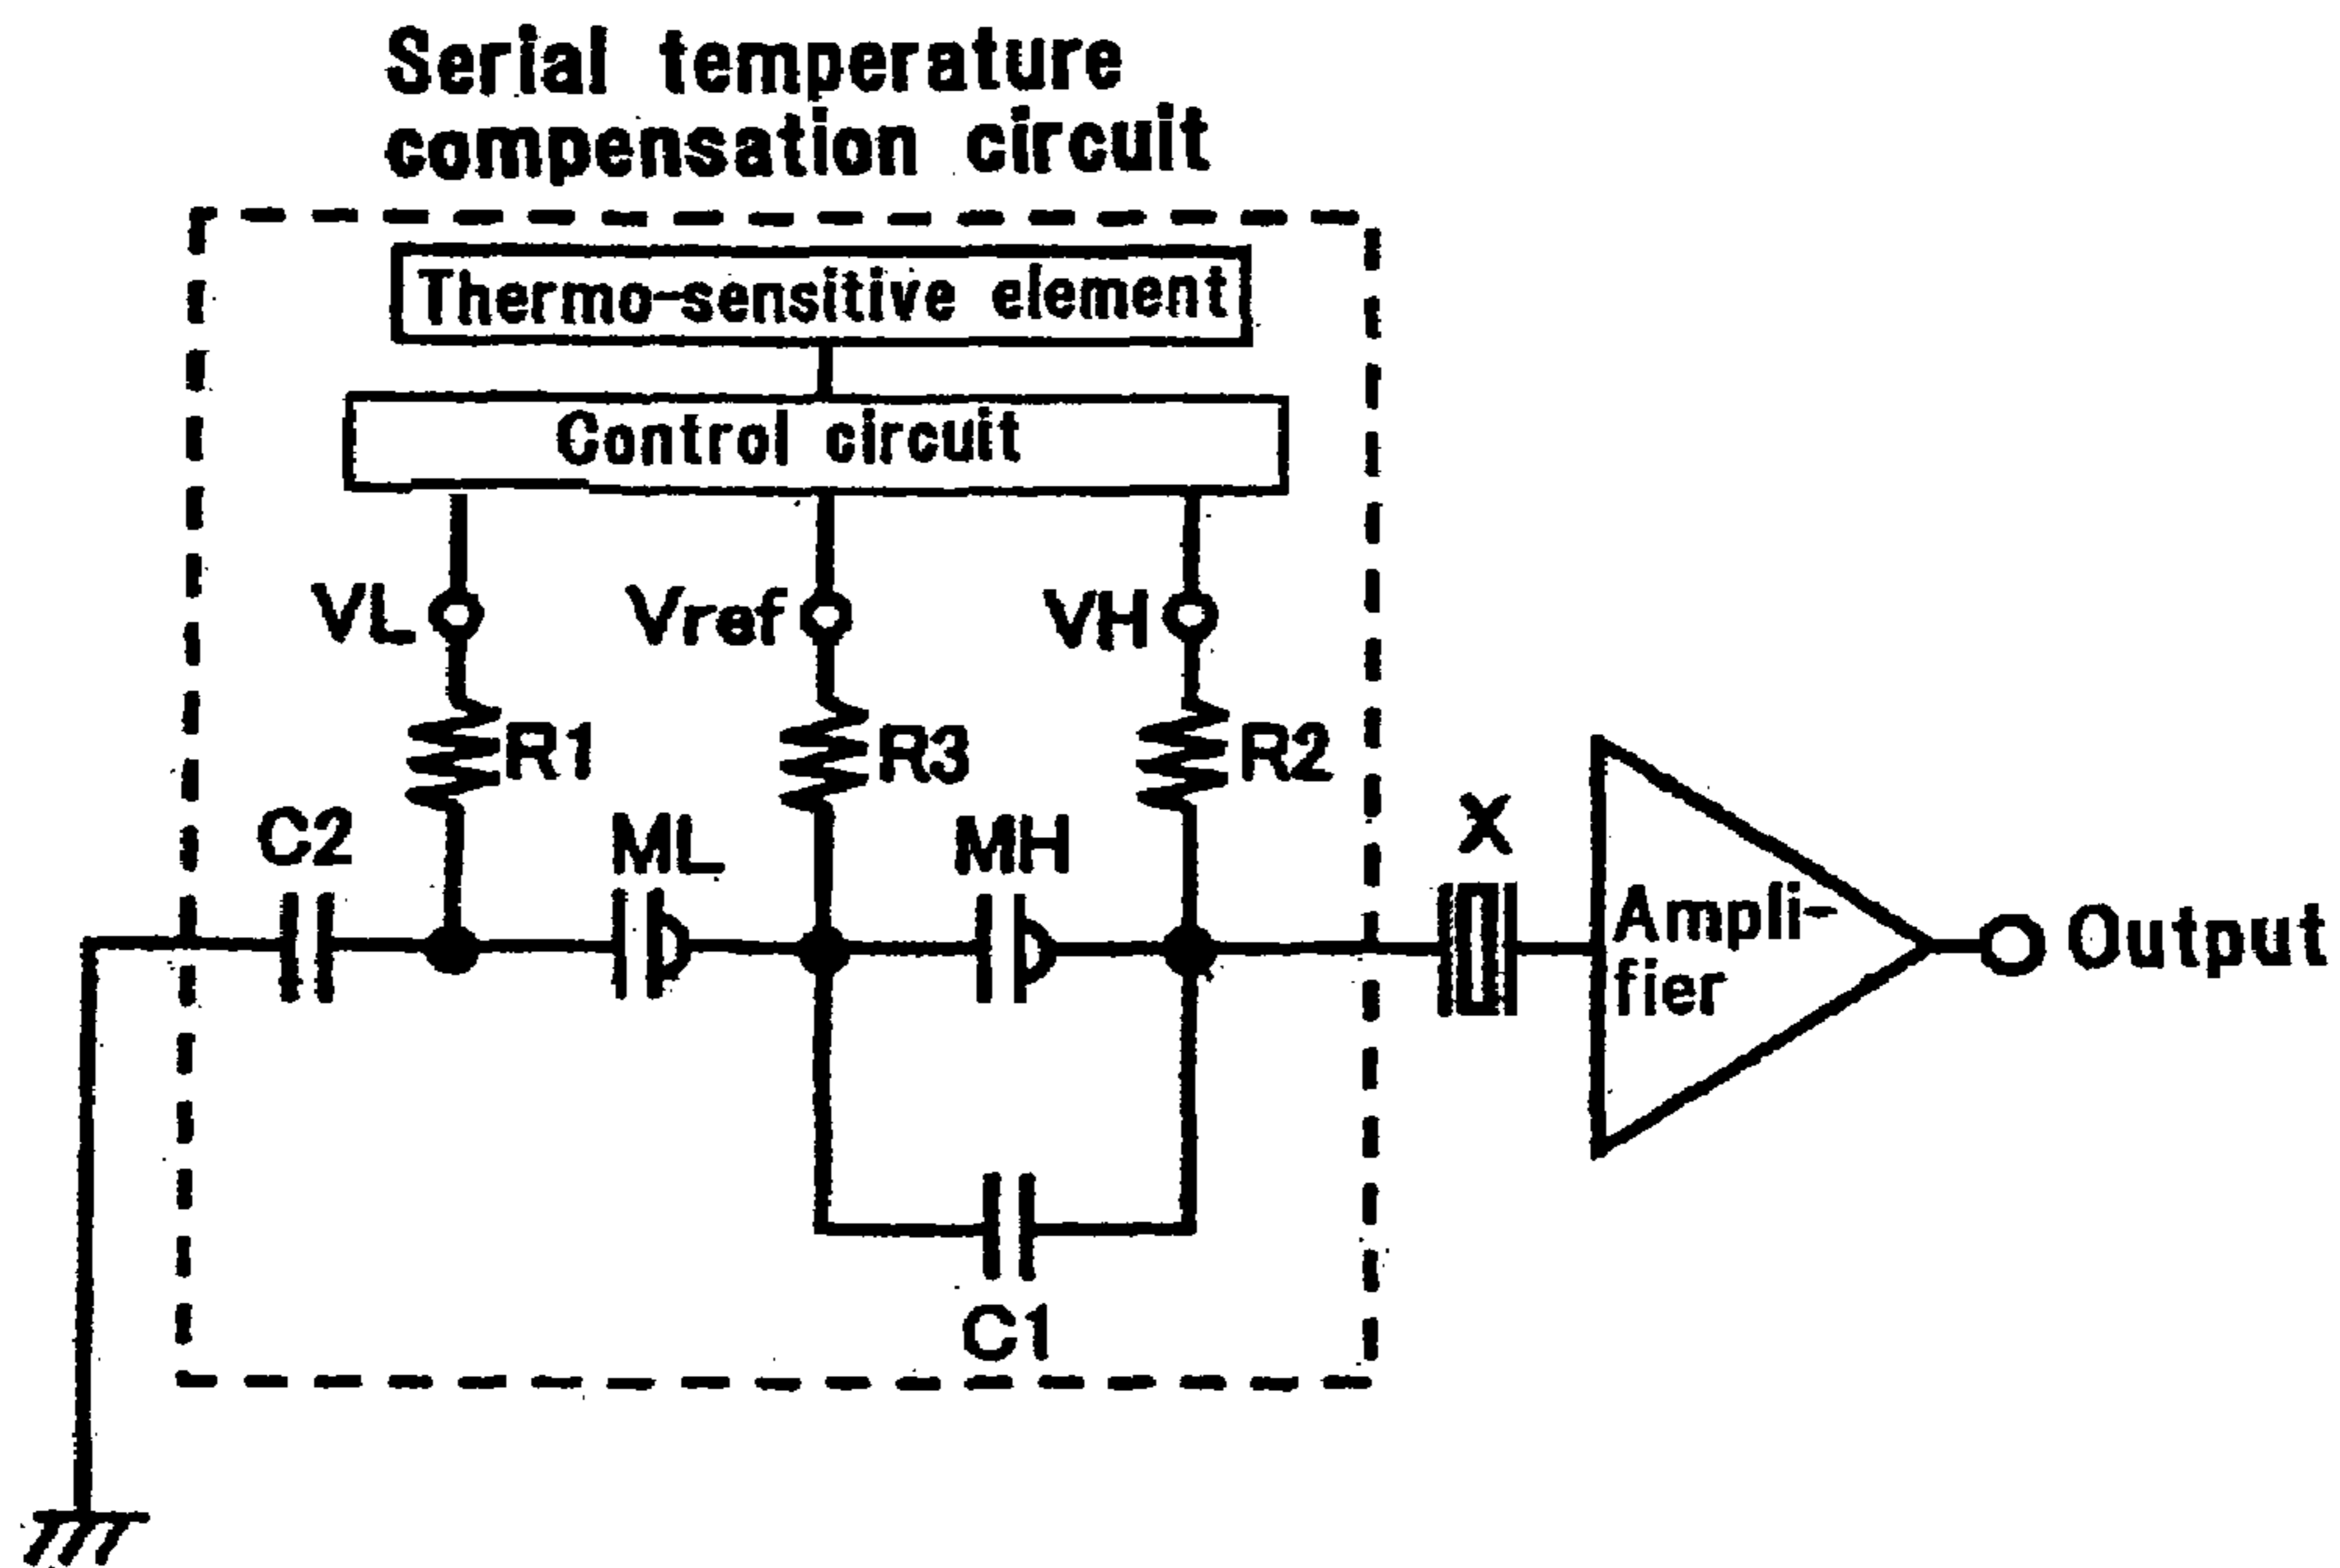 Serial temperature
compensation circuit
Thermo-sensitive element
Control circuit
VL
Vref
VH
R1
R3
R2
C2
ML
MH
X
Ampli-
fier
Output
C1